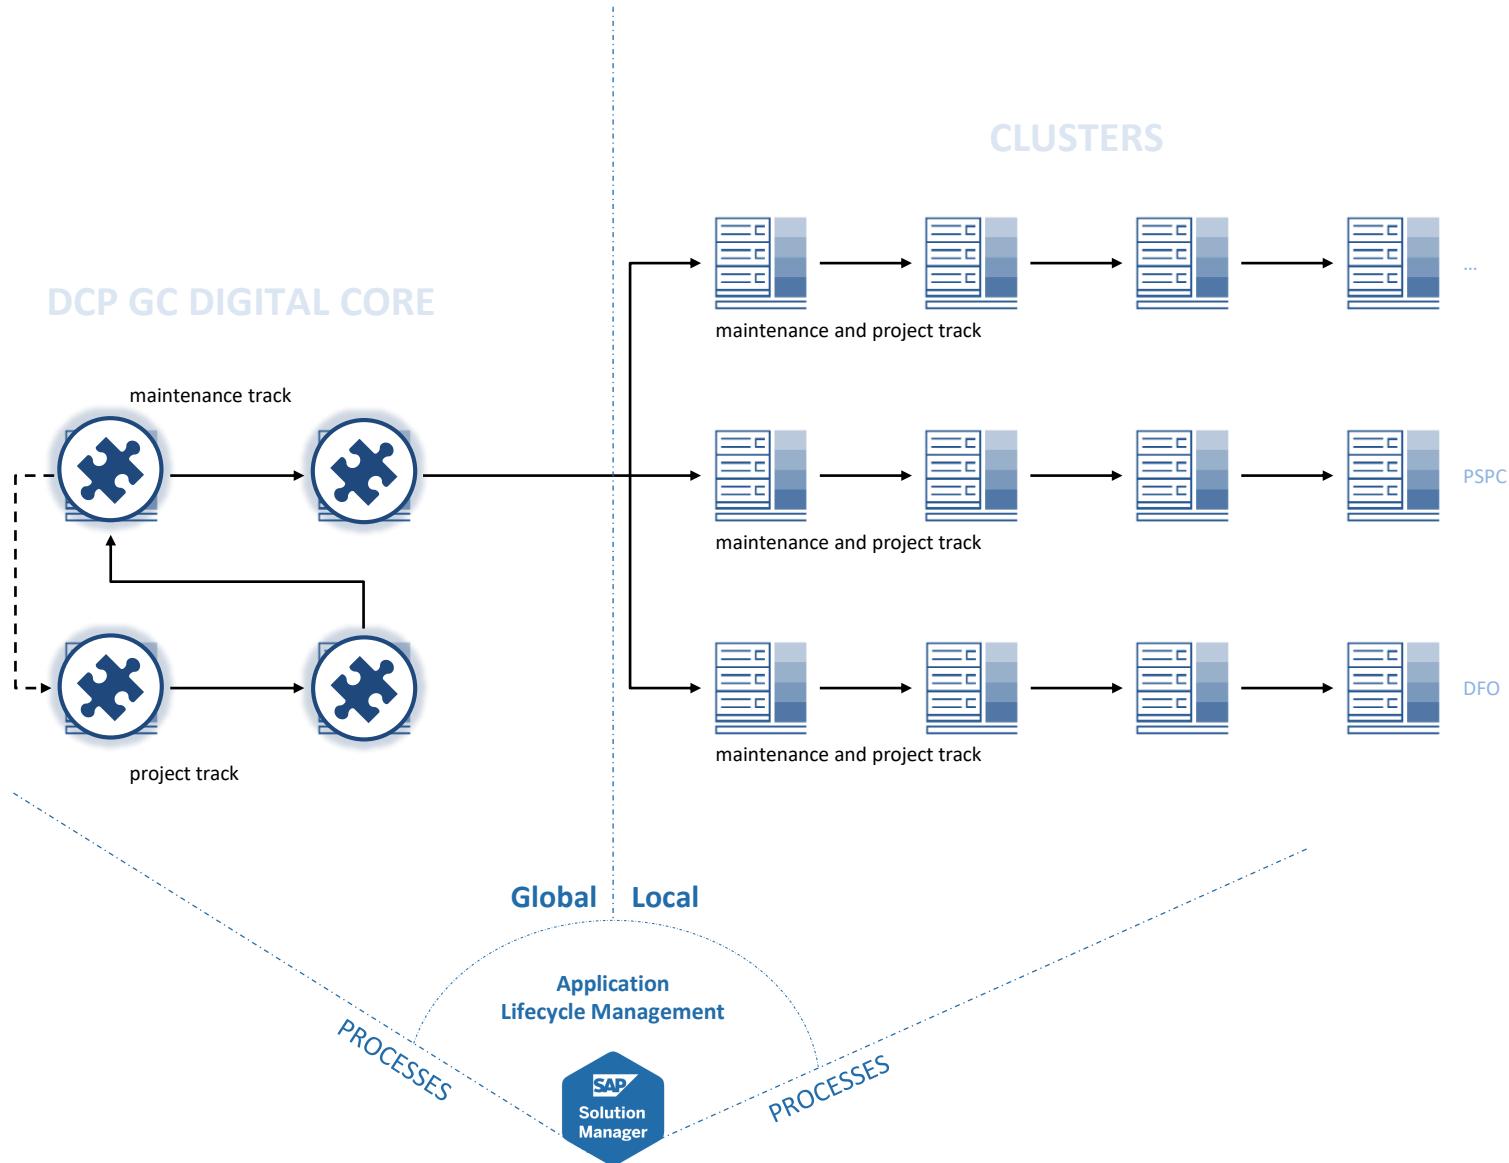 CLUSTERS
...
DCP GC DIGITAL CORE
maintenance and project track
maintenance track
PSPC
maintenance and project track
DFO
maintenance and project track
project track
Global
Local
Application
Lifecycle Management
PROCESSES
PROCESSES
SAP
Solution
Manager